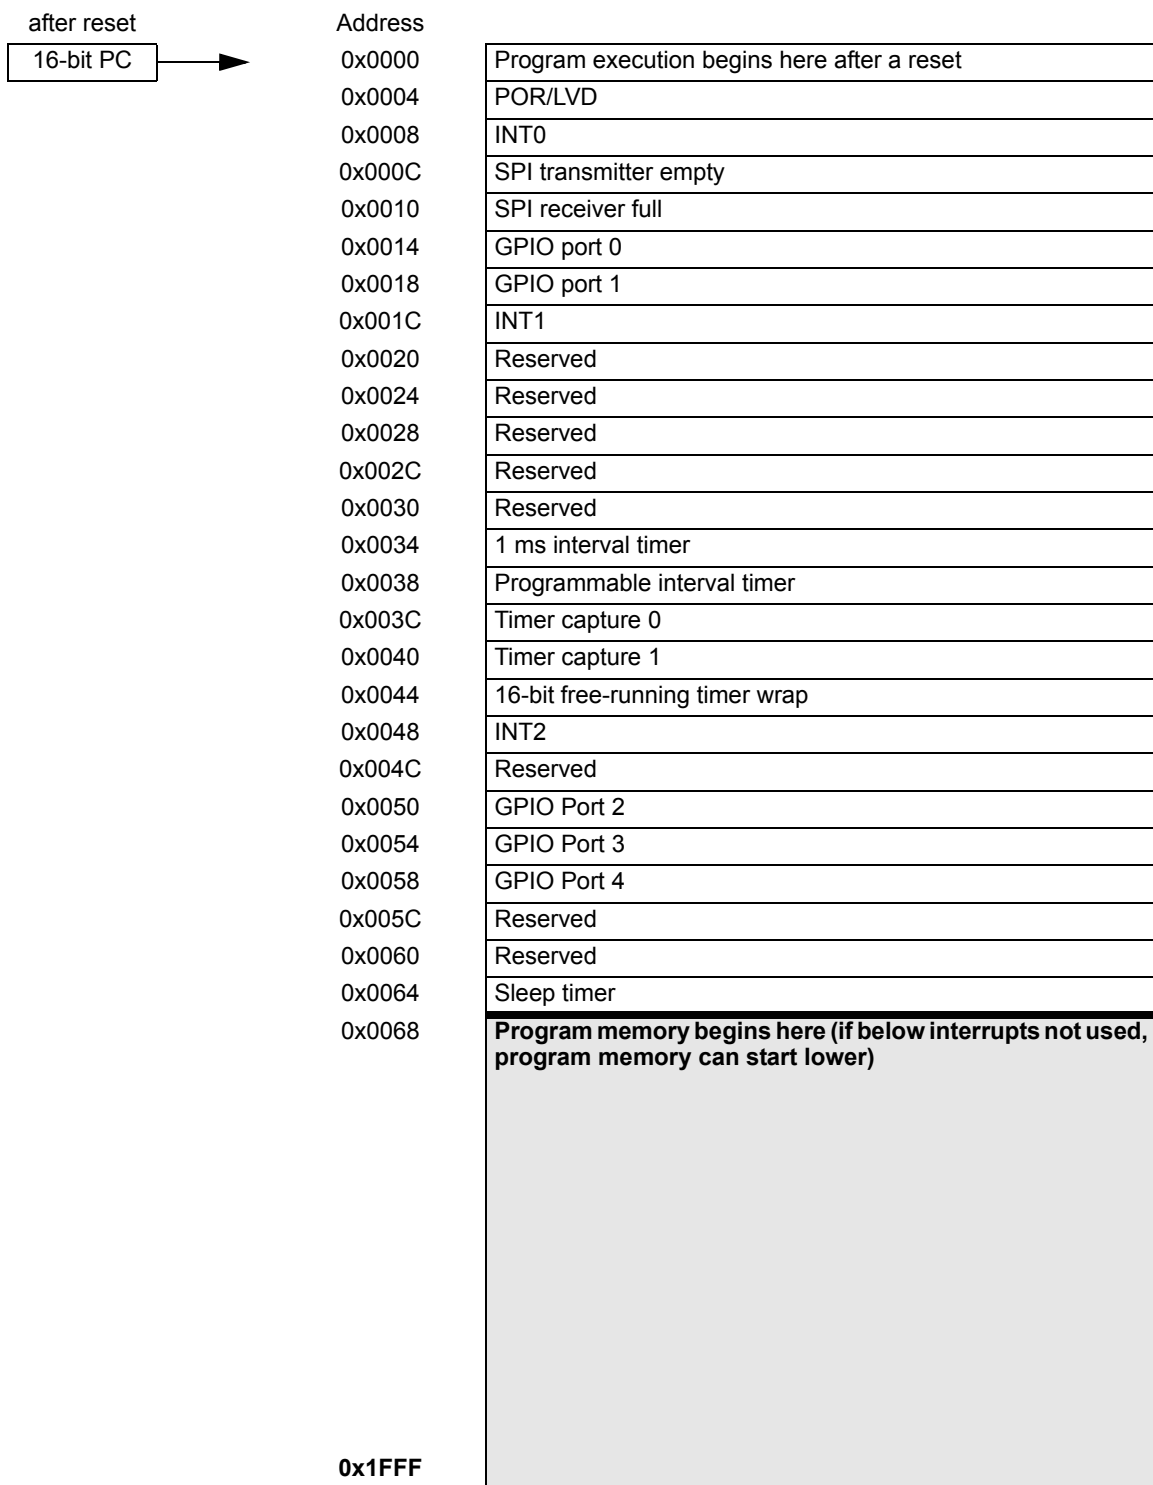 after reset Address
16-bit PC 0x0000 Program execution begins here after a reset
0x0004 POR/LVD
0x0008 INT0
0x000C SPI transmitter empty
0x0010 SPI receiver full
0x0014 GPIO port 0
0x0018 GPIO port 1
0x001C INT1
0x0020 Reserved
0x0024 Reserved
0x0028 Reserved
0x002C Reserved
0x0030 Reserved
0x0034 1 ms interval timer
0x0038 Programmable interval timer
0x003C Timer capture 0
0x0040 Timer capture 1
0x0044 16-bit free-running timer wrap
0x0048 INT2
0x004C Reserved
0x0050 GPIO Port 2
0x0054 GPIO Port 3
0x0058 GPIO Port 4
0x005C Reserved
0x0060 Reserved
0x0064 Sleep timer
0x0068 Program memory begins here (if below interrupts not used,
program memory can start lower)
0x1FFF